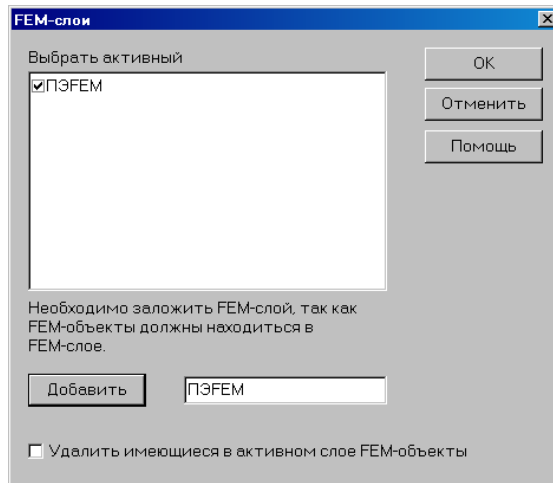 FEM-слои
Выбрать активный
OK
ПЭFEM
Отменить
Помощь
Необходимо заложить FEM-слой, так как
FEM-объекты должны находиться в
FEM-слое.
Добавить
ПЭFEM
Удалить имеющиеся в активном слое FEM-объекты